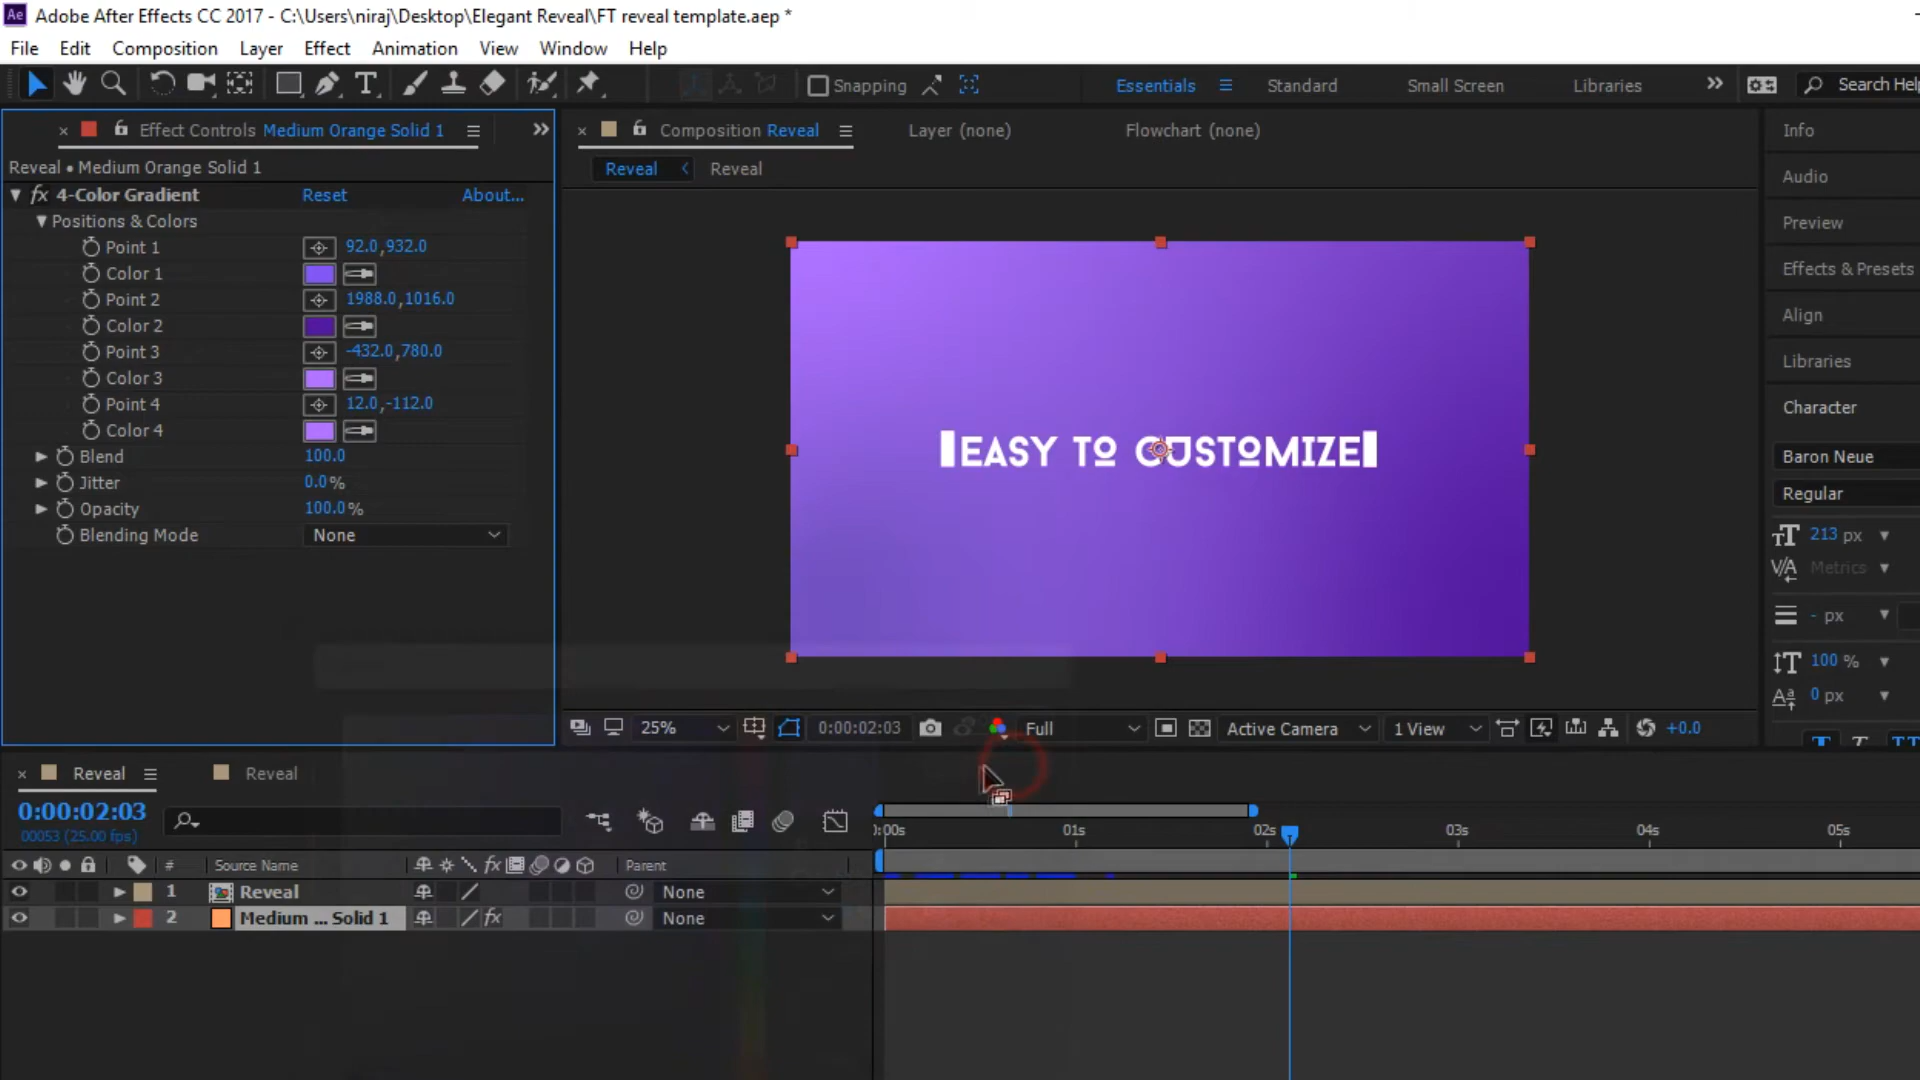 Ae Adobe After Effects CC 2017 - C:\Users\niraj\Desktop\Elegant Reveal\FT reveal template.aep *
File Edit Composition Layer Effect Animation View Window Help
Snapping Essentials Standard Small Screen Libraries Search Help
Effect Controls Medium Orange Solid 1
Composition Reveal Layer (none) Flowchart (none)
Reveal • Medium Orange Solid 1
Reveal Reveal
fx 4-Color Gradient Reset About...
Positions & Colors
Point 1 92.0,932.0
Color 1
Point 2 1988.0,1016.0
Color 2
Point 3 -432.0,780.0
Color 3
Point 4 12.0,-112.0
Color 4
Blend 100.0
Jitter 0.0%
Opacity 100.0%
Blending Mode None
EASY TO CUSTOMIZE
Info
Audio
Preview
Effects & Presets
Align
Libraries
Character
Baron Neue
Regular
213 px
Metrics
- px
100 %
0 px
25% 0:00:02:03 Full Active Camera 1 View +0.0
Reveal Reveal
0:00:02:03
00053 (25.00 fps)
0:00s 01s 02s 03s 04s 05s
# Source Name fx Parent
1 Reveal None
2 Medium ... Solid 1 fx None